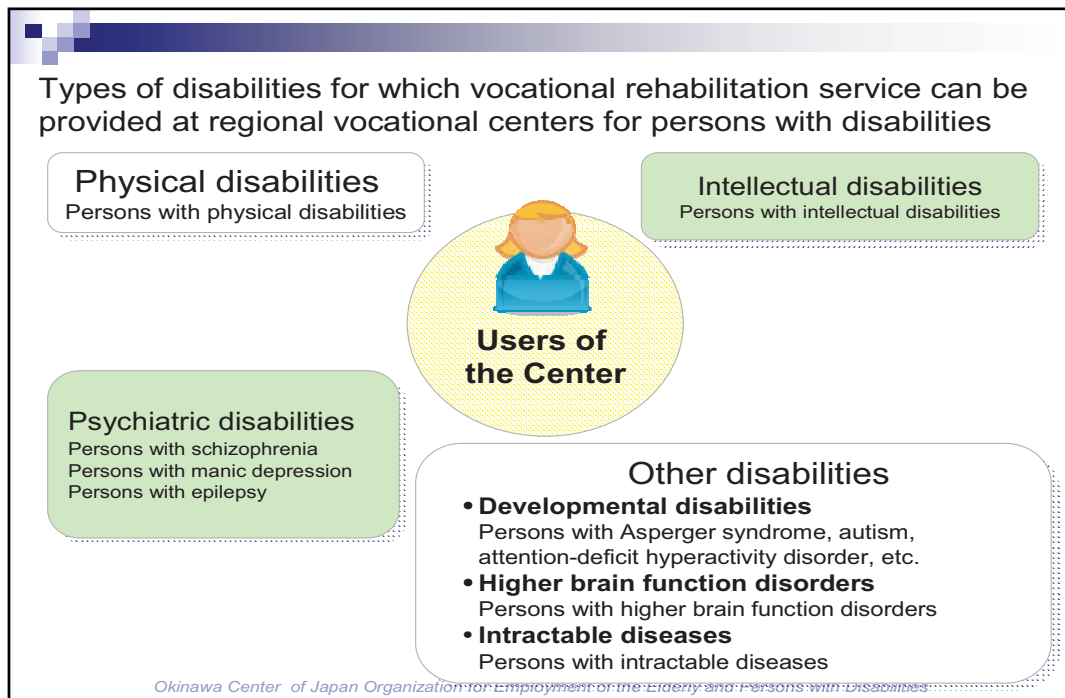 Types of disabilities for which vocational rehabilitation service can be
provided at regional vocational centers for persons with disabilities
Physical disabilities
Persons with physical disabilities
Intellectual disabilities
Persons with intellectual disabilities
Users of
the Center
Psychiatric disabilities
Persons with schizophrenia
Persons with manic depression
Persons with epilepsy
Other disabilities
• Developmental disabilities
Persons with Asperger syndrome, autism,
attention-deficit hyperactivity disorder, etc.
• Higher brain function disorders
Persons with higher brain function disorders
• Intractable diseases
Persons with intractable diseases
Okinawa Center of Japan Organization for Employment of the Elderly and Persons with Disabilities